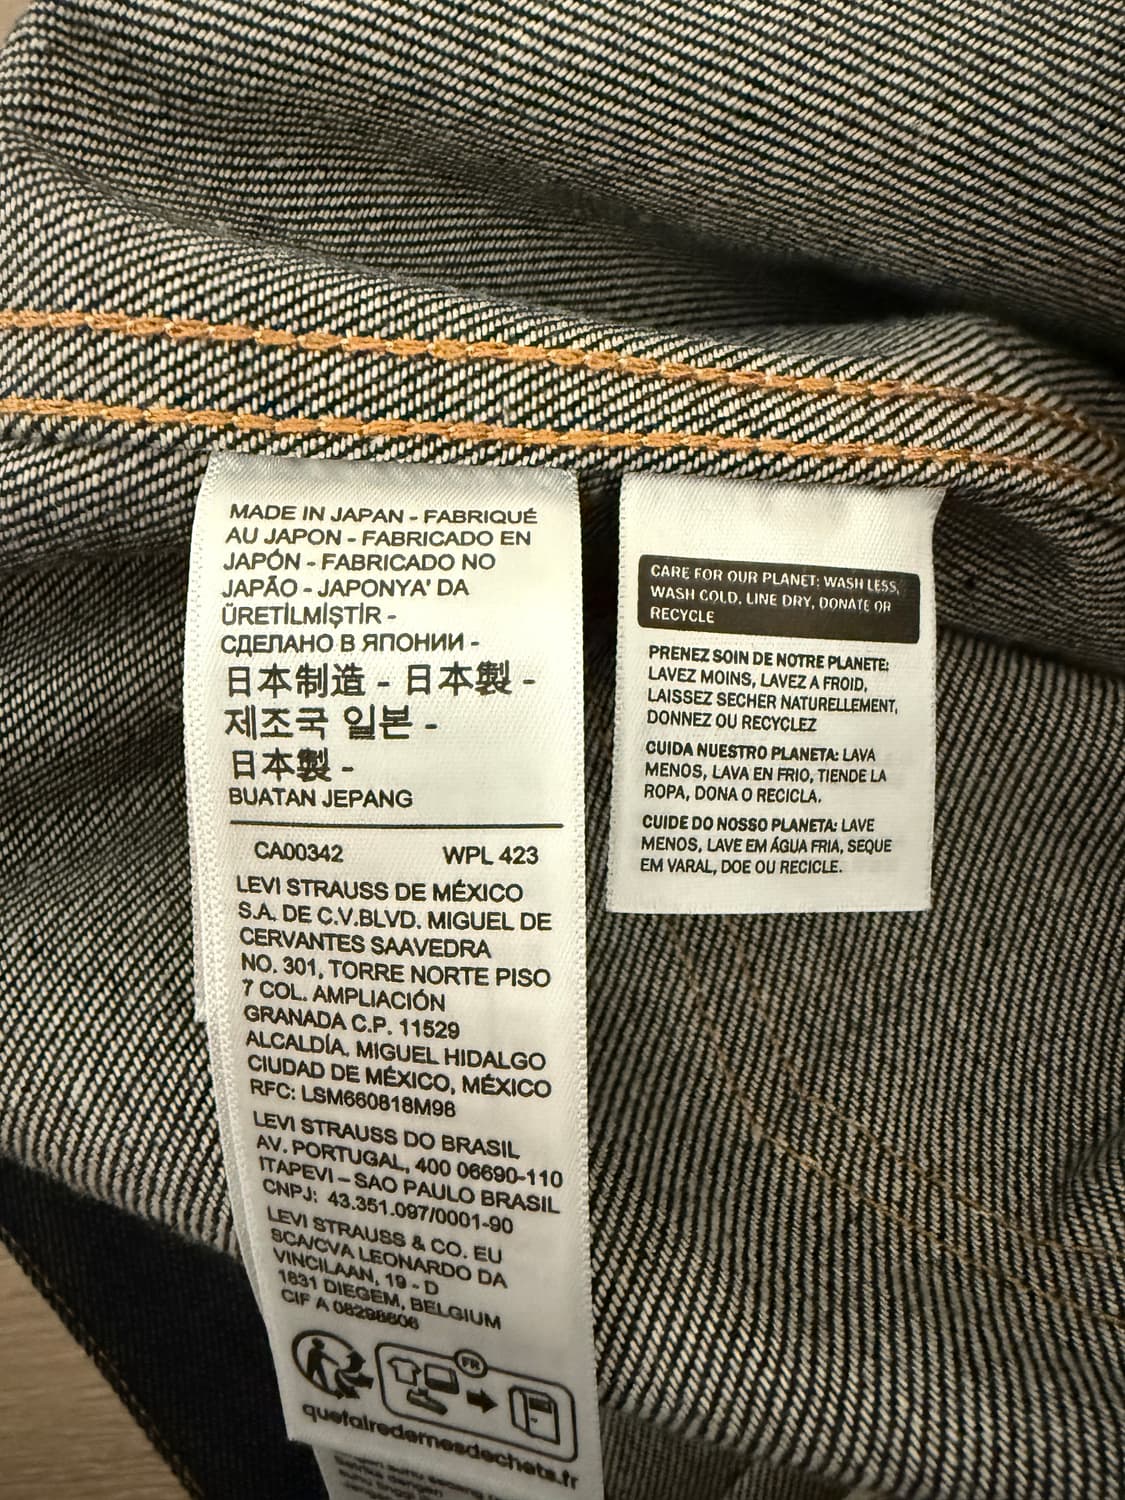 MADE IN JAPAN - FABRIQUÉ
AU JAPON - FABRICADO EN
JAPÓN - FABRICADO NO
JAPÃO - JAPONYA' DA
ÜRETİLMİŞTİR -
СДЕЛАНО В ЯПОНИИ -
日本制造 - 日本製 -
제조국 일본 -
日本製 -
BUATAN JEPANG
CA00342 WPL 423
LEVI STRAUSS DE MÉXICO
S.A. DE C.V.BLVD. MIGUEL DE
CERVANTES SAAVEDRA
NO. 301, TORRE NORTE PISO
7 COL. AMPLIACIÓN
GRANADA C.P. 11529
ALCALDÍA. MIGUEL HIDALGO
CIUDAD DE MÉXICO, MÉXICO
RFC: LSM660818M98
LEVI STRAUSS DO BRASIL
AV. PORTUGAL, 400 06690-110
ITAPEVI – SAO PAULO BRASIL
CNPJ: 43.351.097/0001-90
LEVI STRAUSS & CO. EU
SCA/CVA LEONARDO DA
VINCILAAN, 19 - D
1831 DIEGEM, BELGIUM
CIF A 08298606
FR
quefairedemesdechets.fr
CARE FOR OUR PLANET: WASH LESS,
WASH COLD, LINE DRY, DONATE OR
RECYCLE
PRENEZ SOIN DE NOTRE PLANETE:
LAVEZ MOINS, LAVEZ A FROID,
LAISSEZ SECHER NATURELLEMENT,
DONNEZ OU RECYCLEZ
CUIDA NUESTRO PLANETA: LAVA
MENOS, LAVA EN FRIO, TIENDE LA
ROPA, DONA O RECICLA.
CUIDE DO NOSSO PLANETA: LAVE
MENOS, LAVE EM ÁGUA FRIA, SEQUE
EM VARAL, DOE OU RECICLE.